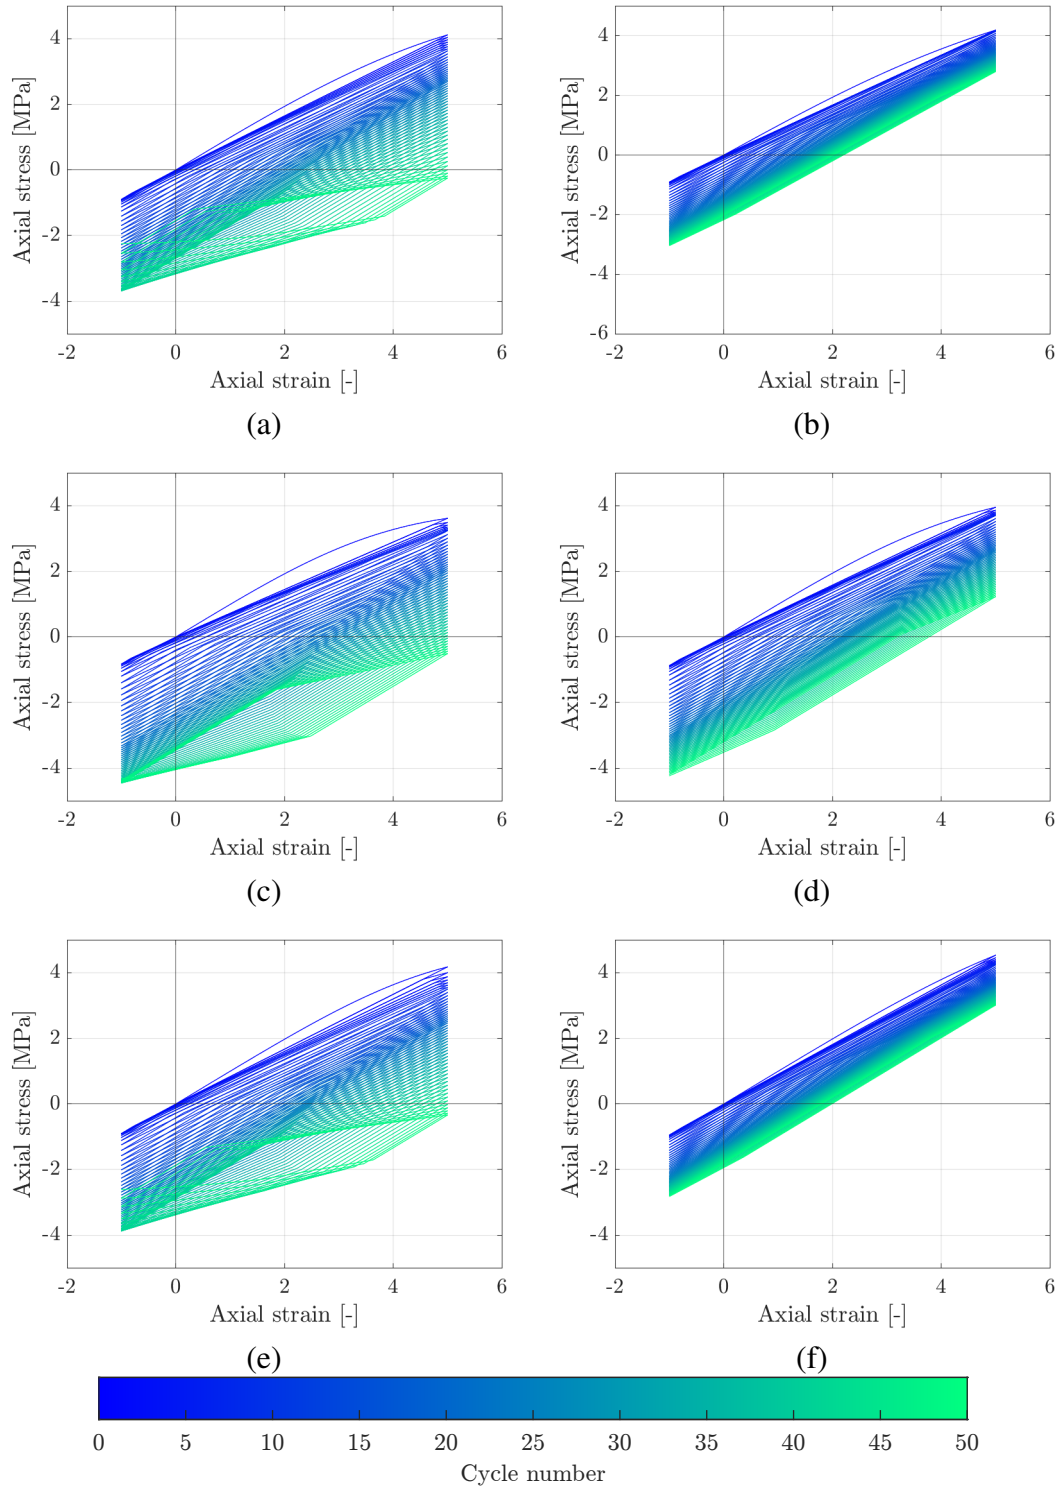 4
2
0
-2
-4
-2 0 2 4 6
Axial stress [MPa]
Axial strain [-]
(a)
4
2
0
-2
-4
-6
-2 0 2 4 6
Axial stress [MPa]
Axial strain [-]
(b)
4
2
0
-2
-4
-2 0 2 4 6
Axial stress [MPa]
Axial strain [-]
(c)
4
2
0
-2
-4
-2 0 2 4 6
Axial stress [MPa]
Axial strain [-]
(d)
4
2
0
-2
-4
-2 0 2 4 6
Axial stress [MPa]
Axial strain [-]
(e)
4
2
0
-2
-4
-2 0 2 4 6
Axial stress [MPa]
Axial strain [-]
(f)
0 5 10 15 20 25 30 35 40 45 50
Cycle number